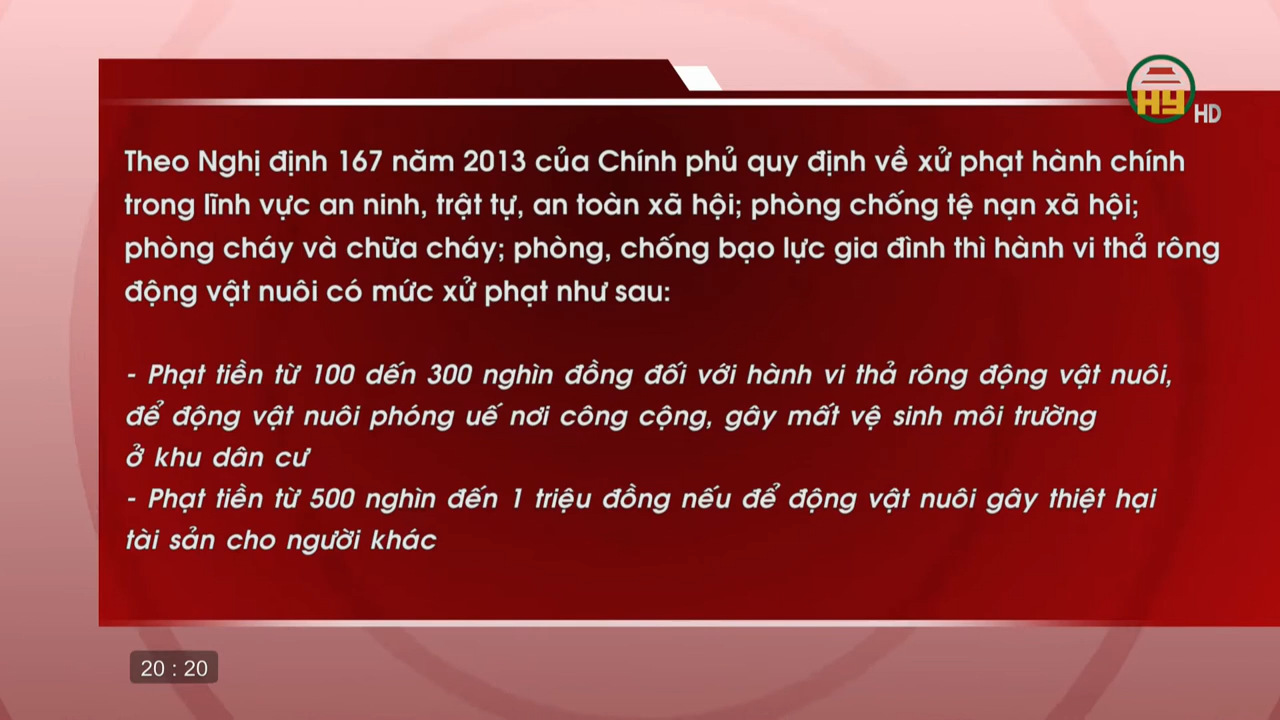 HY HD
Theo Nghị định 167 năm 2013 của Chính phủ quy định về xử phạt hành chính
trong lĩnh vực an ninh, trật tự, an toàn xã hội; phòng chống tệ nạn xã hội;
phòng cháy và chữa cháy; phòng, chống bạo lực gia đình thì hành vi thả rông
động vật nuôi có mức xử phạt như sau:
- Phạt tiền từ 100 dến 300 nghìn đồng đối với hành vi thả rông động vật nuôi,
để động vật nuôi phóng uế nơi công cộng, gây mất vệ sinh môi trường
ở khu dân cư
- Phạt tiền từ 500 nghìn đến 1 triệu đồng nếu để động vật nuôi gây thiệt hại
tài sản cho người khác
20 : 20